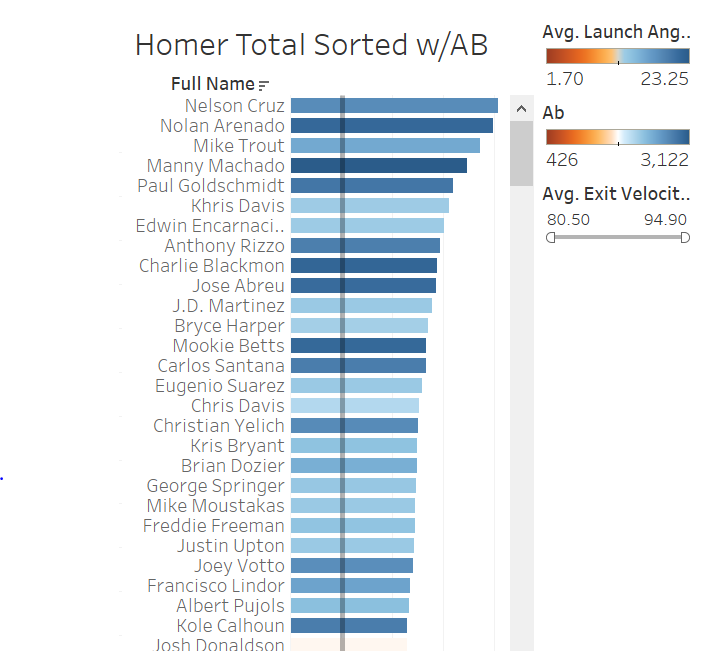 Homer Total Sorted w/AB
Full Name
Nelson Cruz
Nolan Arenado
Mike Trout
Manny Machado
Paul Goldschmidt
Khris Davis
Edwin Encarnaci..
Anthony Rizzo
Charlie Blackmon
Jose Abreu
J.D. Martinez
Bryce Harper
Mookie Betts
Carlos Santana
Eugenio Suarez
Chris Davis
Christian Yelich
Kris Bryant
Brian Dozier
George Springer
Mike Moustakas
Freddie Freeman
Justin Upton
Joey Votto
Francisco Lindor
Albert Pujols
Kole Calhoun
Josh Donaldson
Avg. Launch Ang..
1.70 23.25
Ab
426 3,122
Avg. Exit Velocit..
80.50 94.90